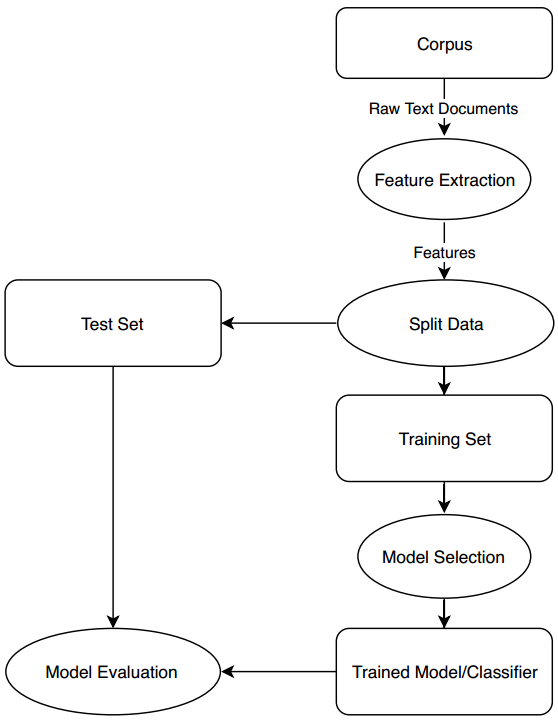 Corpus
Raw Text Documents
Feature Extraction
Features
Test Set
Split Data
Training Set
Model Selection
Model Evaluation
Trained Model/Classifier